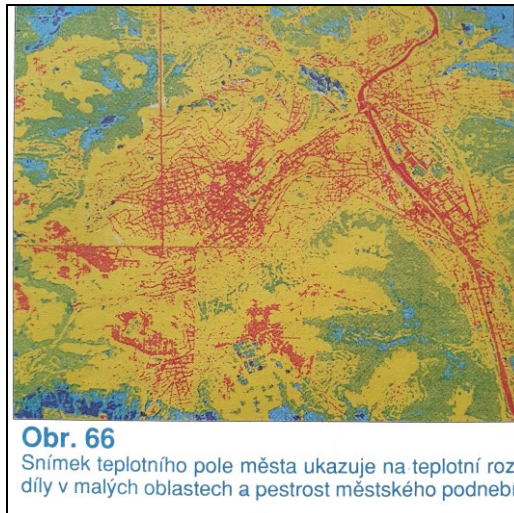 Obr. 66
Snímek teplotního pole města ukazuje na teplotní roz
díly v malých oblastech a pestrost městského podneb